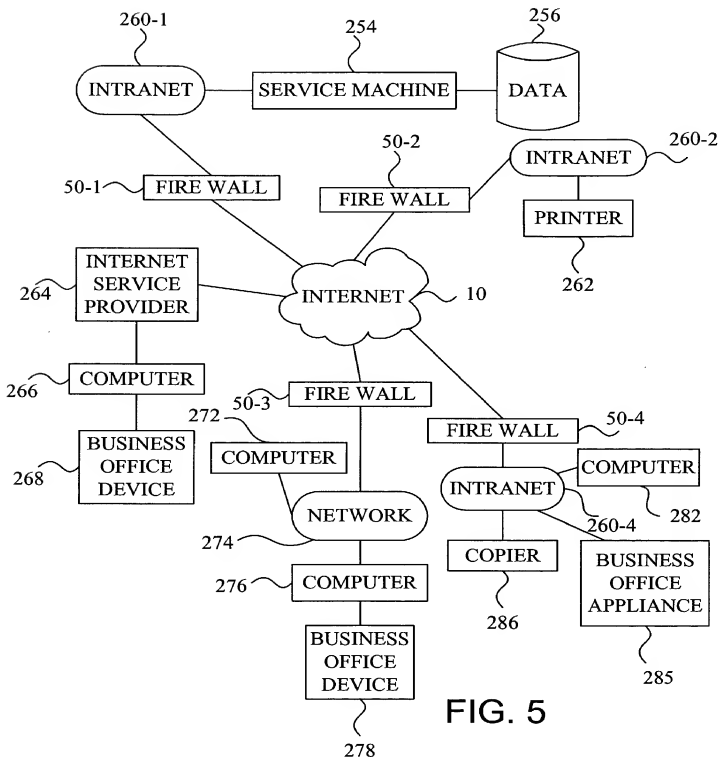 260-1
254
256
INTRANET
SERVICE MACHINE
DATA
50-2
INTRANET
260-2
50-1
FIRE WALL
FIRE WALL
PRINTER
262
264
INTERNET
SERVICE
PROVIDER
INTERNET
10
266
COMPUTER
50-3
FIRE WALL
272
50-4
FIRE WALL
268
BUSINESS
OFFICE
DEVICE
COMPUTER
COMPUTER
282
INTRANET
260-4
NETWORK
274
COPIER
286
276
COMPUTER
BUSINESS
OFFICE
APPLIANCE
285
BUSINESS
OFFICE
DEVICE
278
FIG. 5